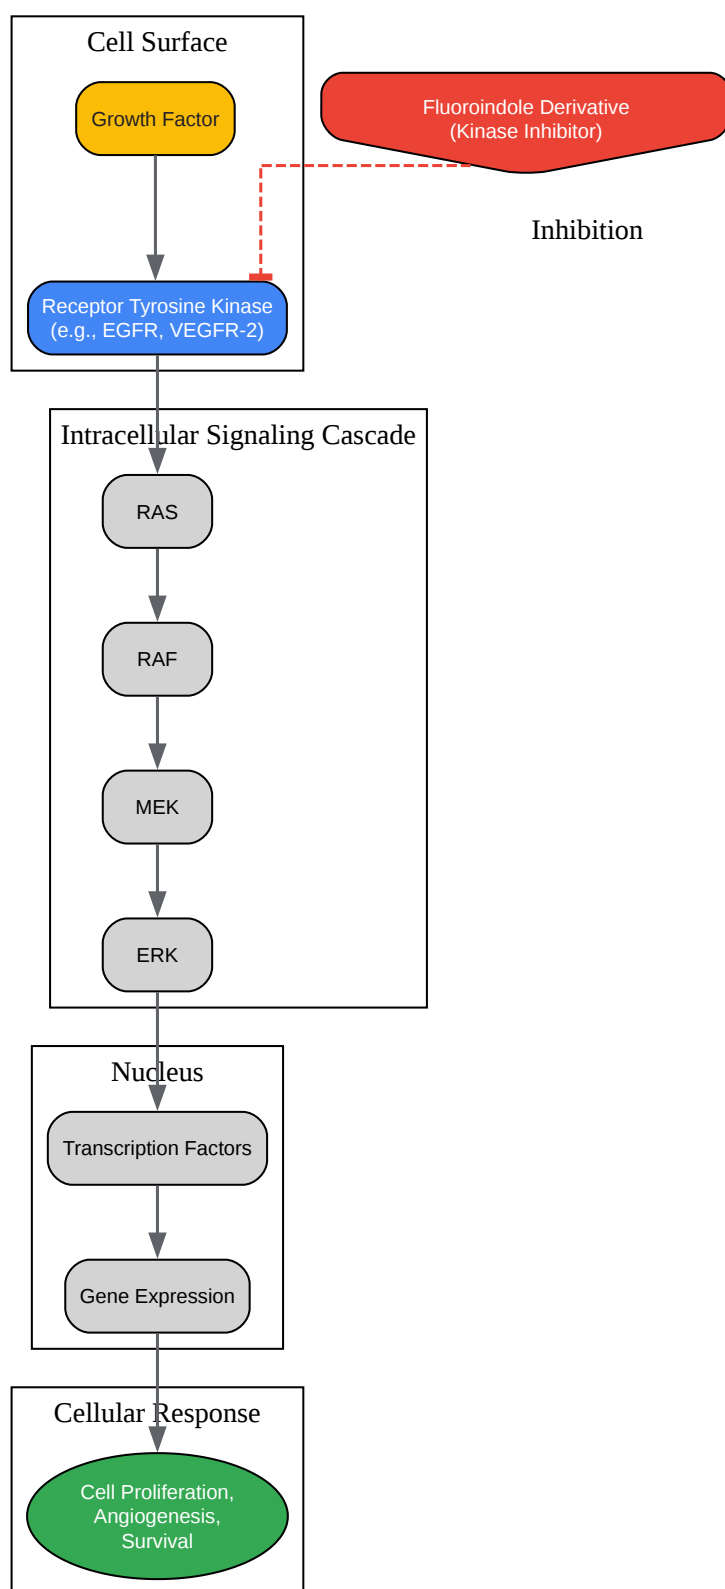 Cell Surface
Growth Factor
Fluoroindole Derivative
(Kinase Inhibitor)
Inhibition
Receptor Tyrosine Kinase
(e.g., EGFR, VEGFR-2)
Intracellular Signaling Cascade
RAS
RAF
MEK
ERK
Nucleus
Transcription Factors
Gene Expression
Cellular Response
Cell Proliferation,
Angiogenesis,
Survival